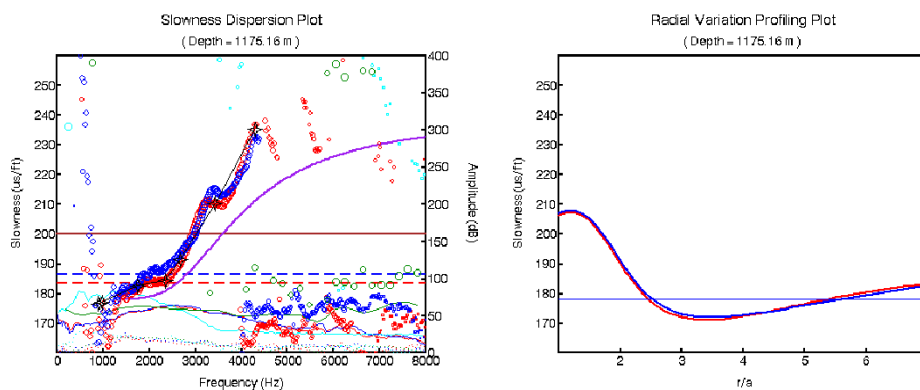 Slowness Dispersion Plot
( Depth = 1175.16 m )
Slowness (us/ft)
250
240
230
220
210
200
190
180
170
0 1000 2000 3000 4000 5000 6000 7000 8000
Frequency (Hz)
400
350
300
250
200
150
100
50
0
Amplitude (dB)
Radial Variation Profiling Plot
( Depth = 1175.16 m )
Slowness (us/ft)
250
240
230
220
210
200
190
180
170
2 3 4 5 6 7
r/a